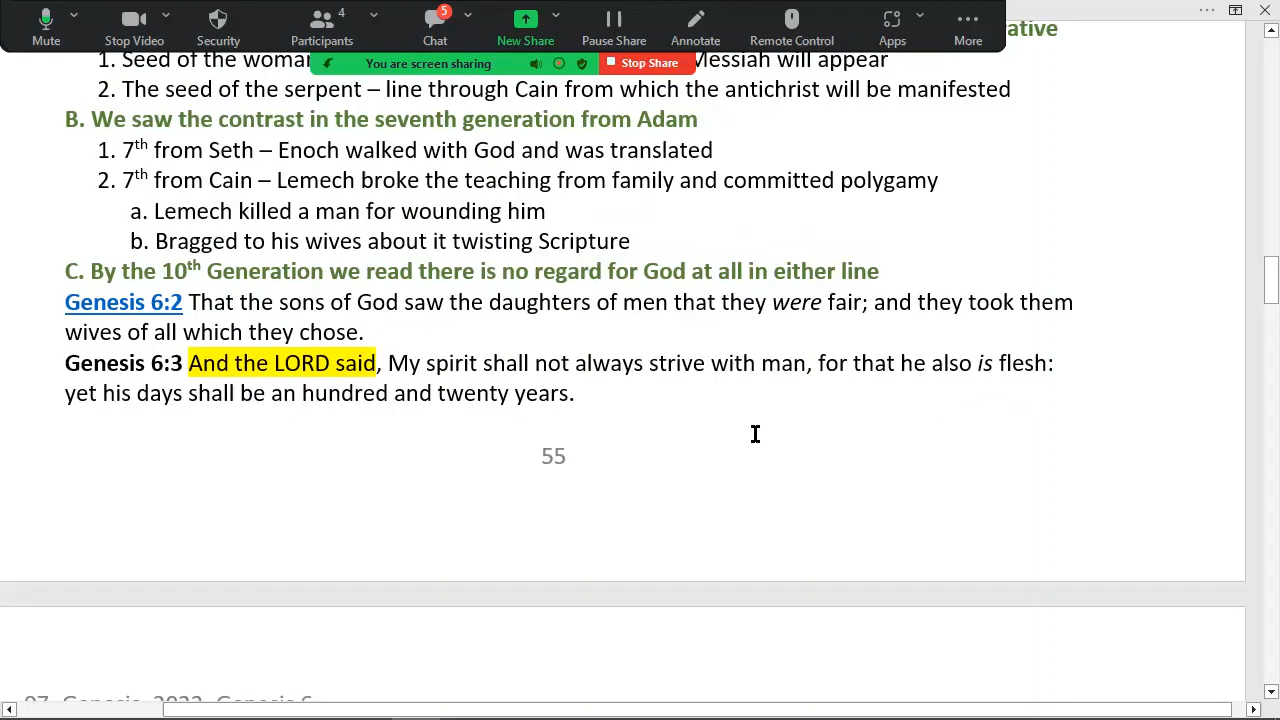 4
5
Mute
Stop Video
Security
Participants
Chat
New Share
Pause Share
Annotate
Remote Control
Apps
More
You are screen sharing
Stop Share
1. Seed of the Messiah will appear
2. The seed of the serpent – line through Cain from which the antichrist will be manifested
B. We saw the contrast in the seventh generation from Adam
1. 7th from Seth – Enoch walked with God and was translated
2. 7th from Cain – Lemech broke the teaching from family and committed polygamy
a. Lemech killed a man for wounding him
b. Bragged to his wives about it twisting Scripture
C. By the 10th Generation we read there is no regard for God at all in either line
Genesis 6:2 That the sons of God saw the daughters of men that they were fair; and they took them
wives of all which they chose.
Genesis 6:3 And the LORD said, My spirit shall not always strive with man, for that he also is flesh:
yet his days shall be an hundred and twenty years.
55